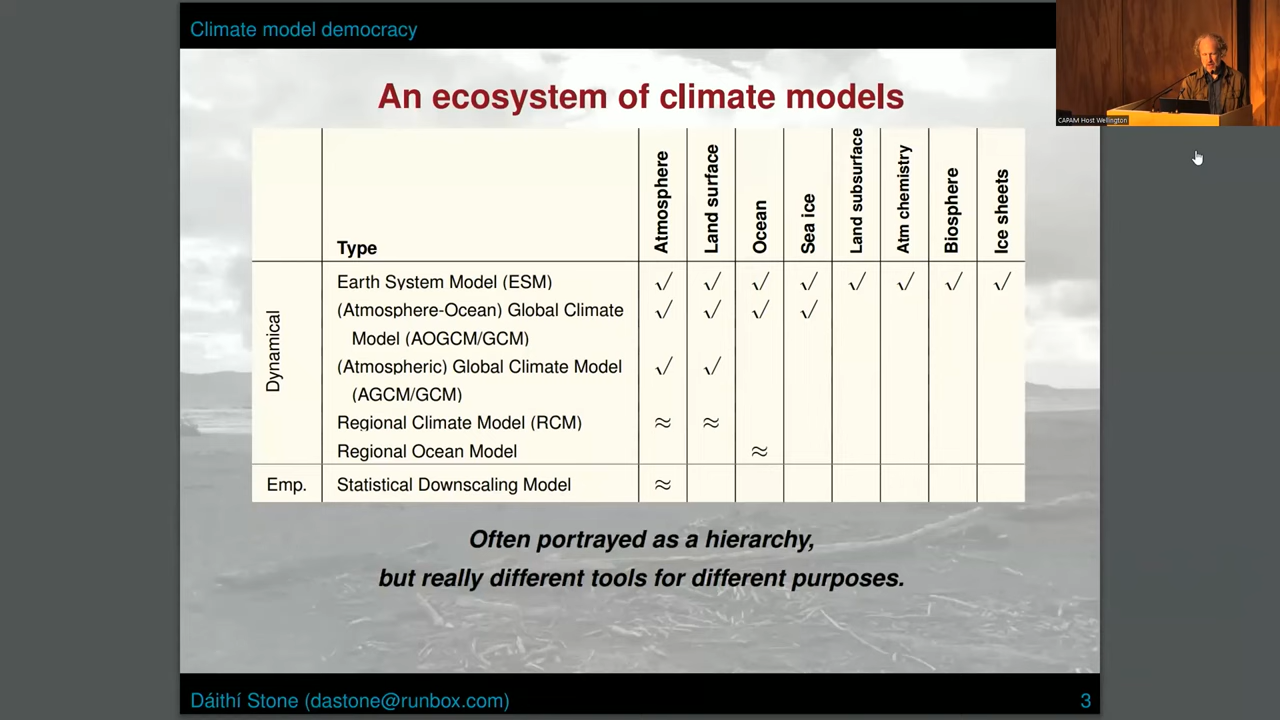 Climate model democracy
CAPAM Host Wellington
An ecosystem of climate models
Type
Atmosphere
Land surface
Ocean
Sea ice
Land subsurface
Atm chemistry
Biosphere
Ice sheets
Dynamical
Earth System Model (ESM) √ √ √ √ √ √ √ √
(Atmosphere-Ocean) Global Climate √ √ √ √
Model (AOGCM/GCM)
(Atmospheric) Global Climate Model √ √
(AGCM/GCM)
Regional Climate Model (RCM) ≈ ≈
Regional Ocean Model ≈
Emp. Statistical Downscaling Model ≈
Often portrayed as a hierarchy,
but really different tools for different purposes.
Dáithí Stone (dastone@runbox.com) 3